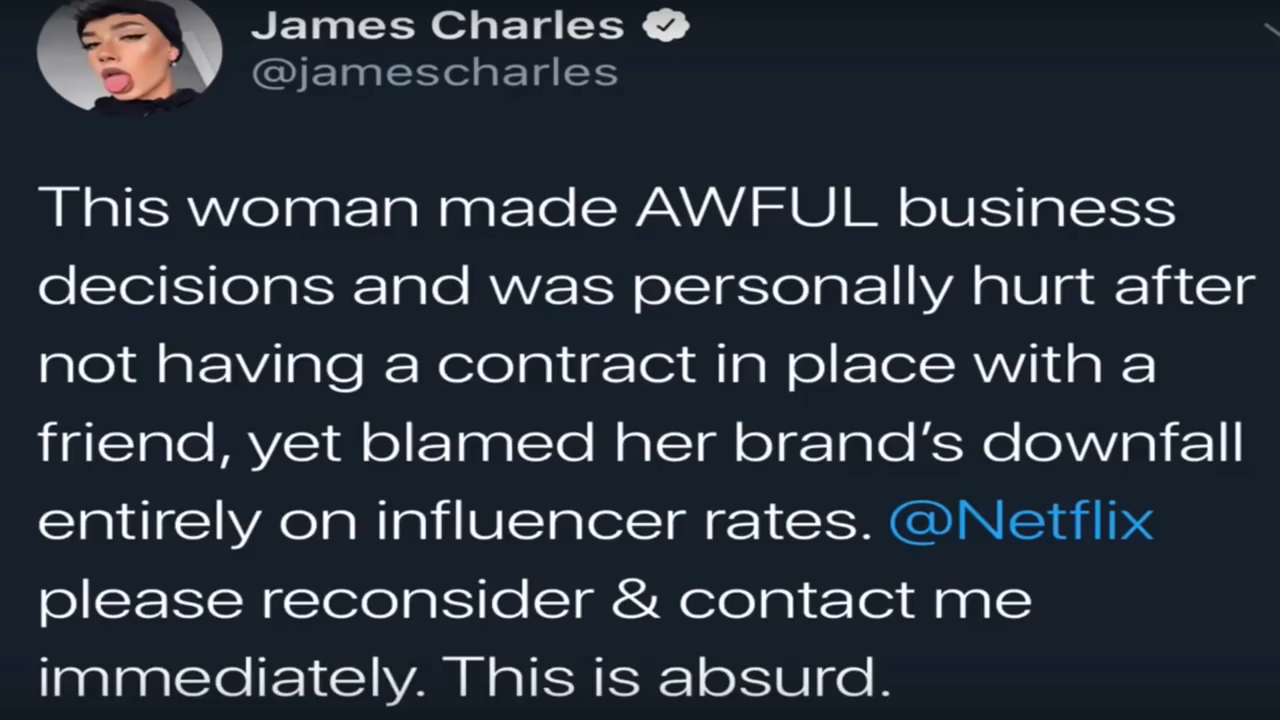 James Charles
@jamescharles
This woman made AWFUL business
decisions and was personally hurt after
not having a contract in place with a
friend, yet blamed her brand’s downfall
entirely on influencer rates. @Netflix
please reconsider & contact me
immediately. This is absurd.